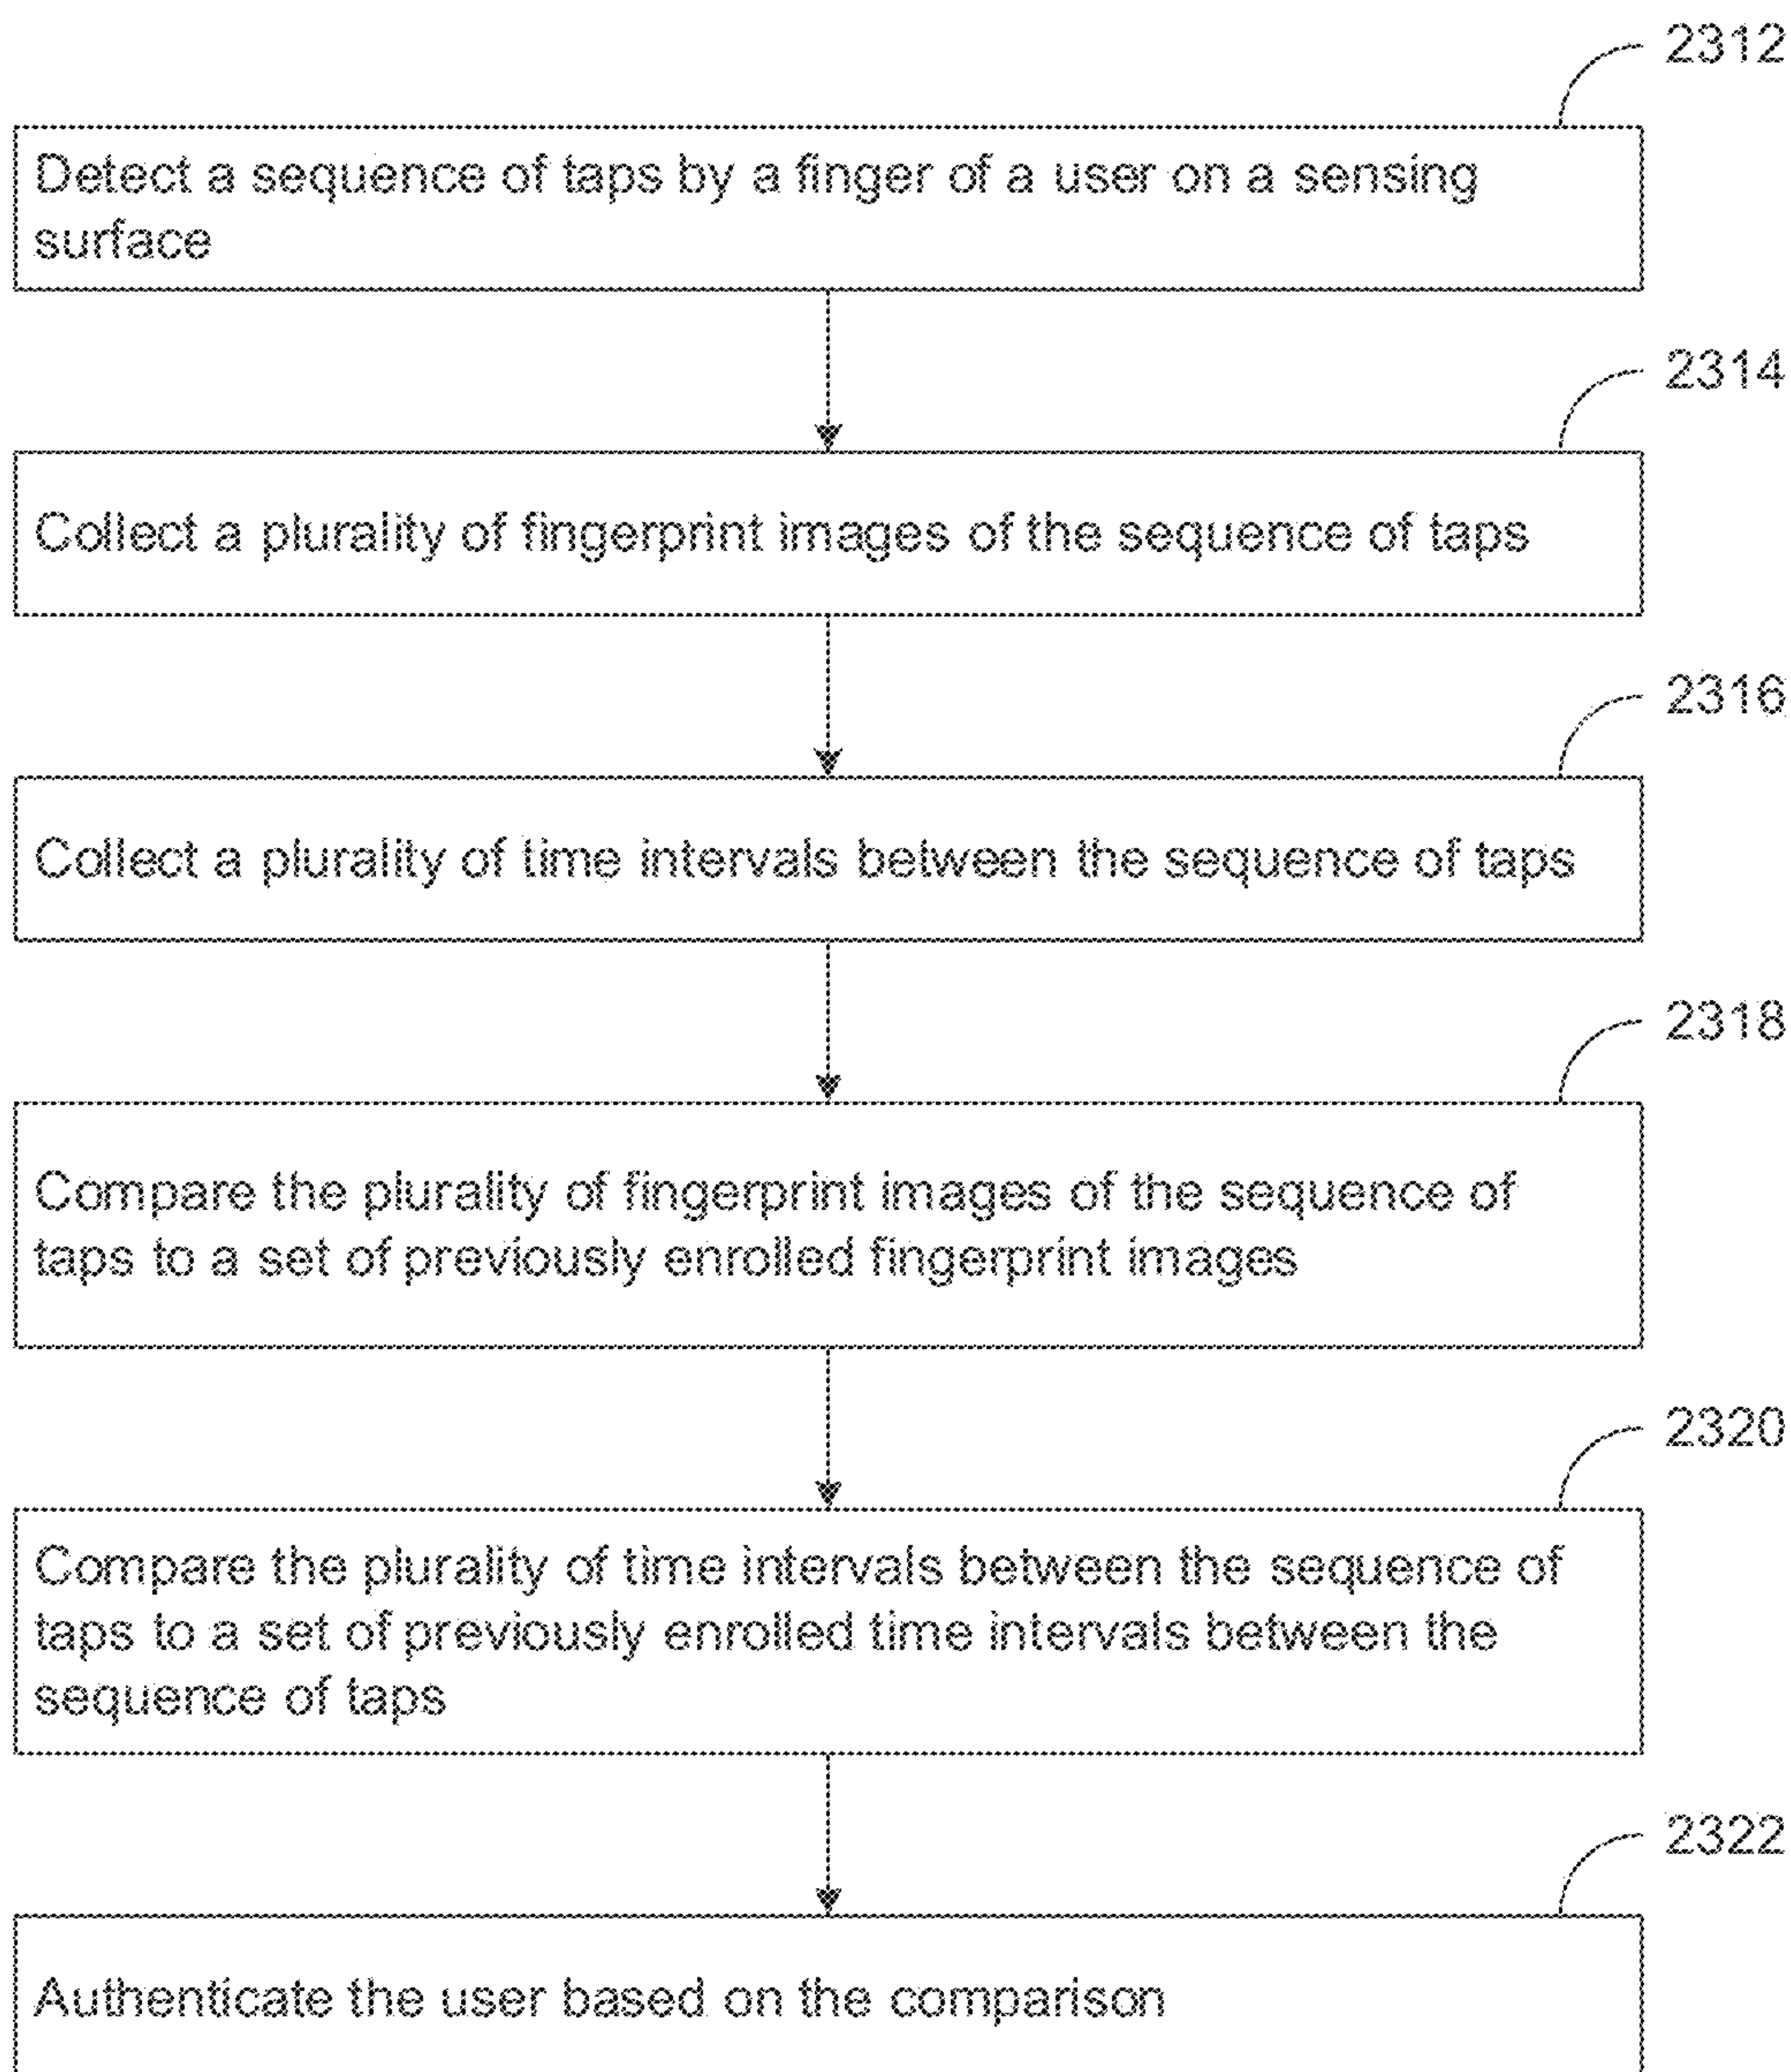 2312
Detect a sequence of taps by a finger of a user on a sensing
surface
2314
Collect a plurality of fingerprint images of the sequence of taps
2316
Collect a plurality of time intervals between the sequence of taps
2318
Compare the plurality of fingerprint images of the sequence of
taps to a set of previously enrolled fingerprint images
2320
Compare the plurality of time intervals between the sequence of
taps to a set of previously enrolled time intervals between the
sequence of taps
2322
Authenticate the user based on the comparison